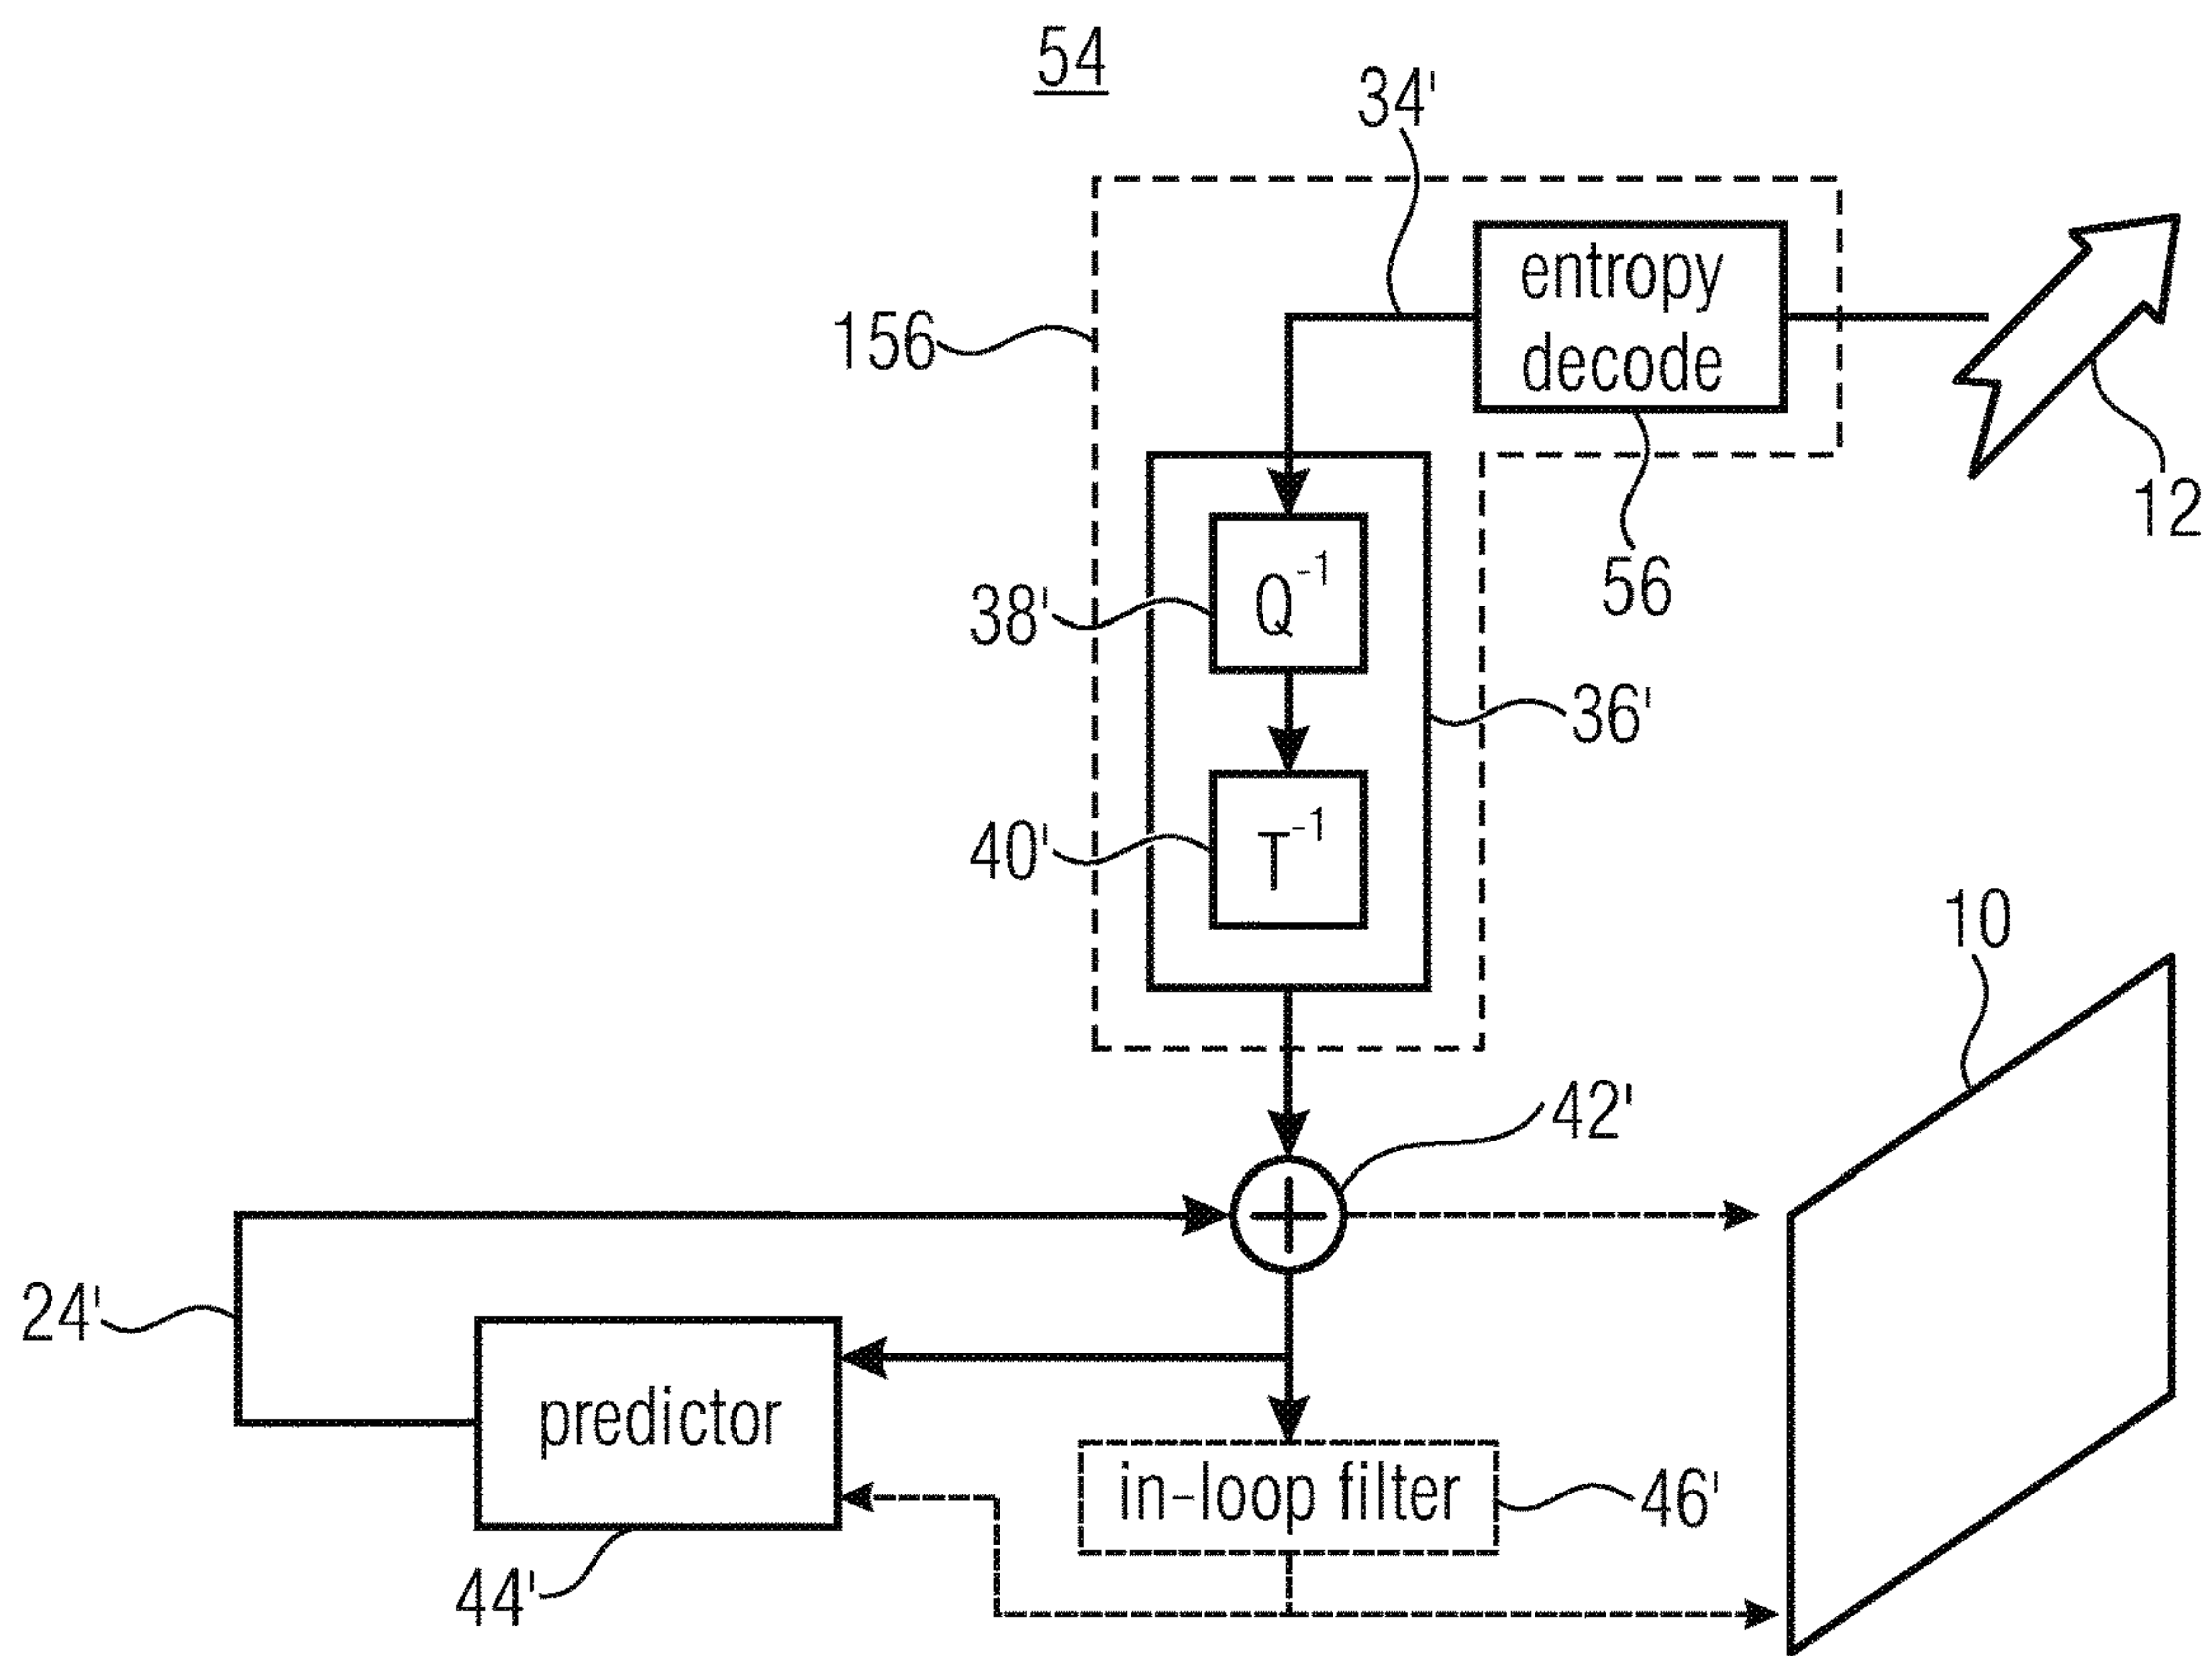 54
34'
entropy
decode
156
12
56
Q⁻¹
38'
36'
T⁻¹
40'
10
42'
24'
predictor
in-loop filter
46'
44'